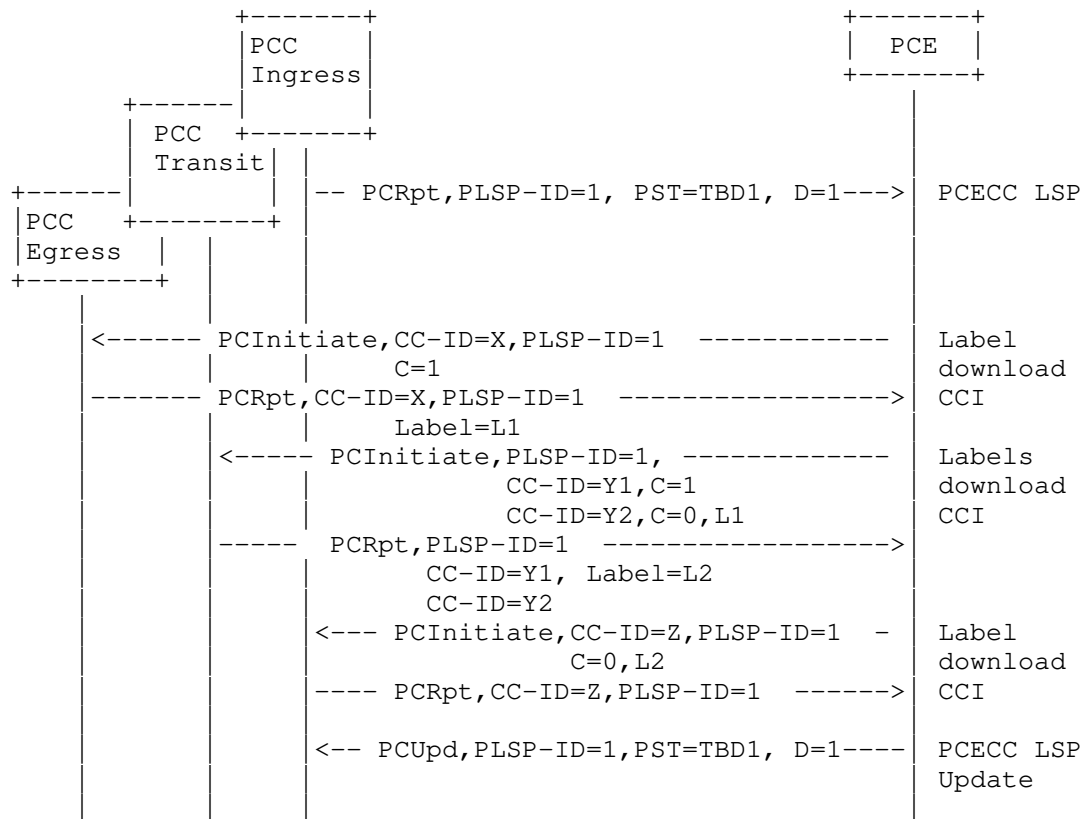 PCC
PCE
Ingress
PCC
Transit
-- PCRpt,PLSP-ID=1, PST=TBD1, D=1---> PCECC LSP
PCC
Egress
<------ PCInitiate,CC-ID=X,PLSP-ID=1 ------------ Label
C=1 download
------- PCRpt,CC-ID=X,PLSP-ID=1 -----------------> CCI
Label=L1
<----- PCInitiate,PLSP-ID=1, ------------- Labels
CC-ID=Y1,C=1 download
CC-ID=Y2,C=0,L1 CCI
----- PCRpt,PLSP-ID=1 ------------------>
CC-ID=Y1, Label=L2
CC-ID=Y2
<--- PCInitiate,CC-ID=Z,PLSP-ID=1 - Label
C=0,L2 download
---- PCRpt,CC-ID=Z,PLSP-ID=1 ------> CCI
<-- PCUpd,PLSP-ID=1,PST=TBD1, D=1---- PCECC LSP
Update